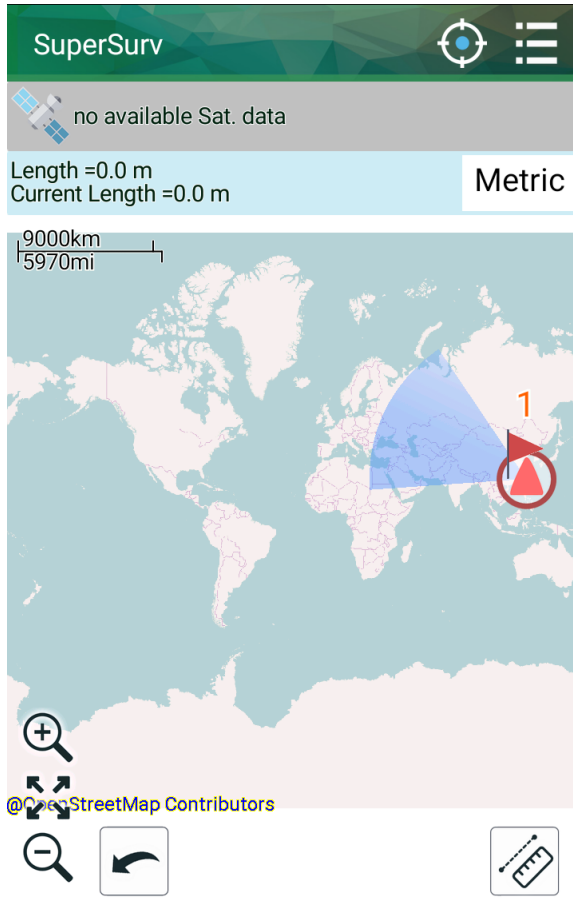 SuperSurv
no available Sat. data
Length =0.0 m
Current Length =0.0 m
Metric
9000km
5970mi
1
@OpenStreetMap Contributors